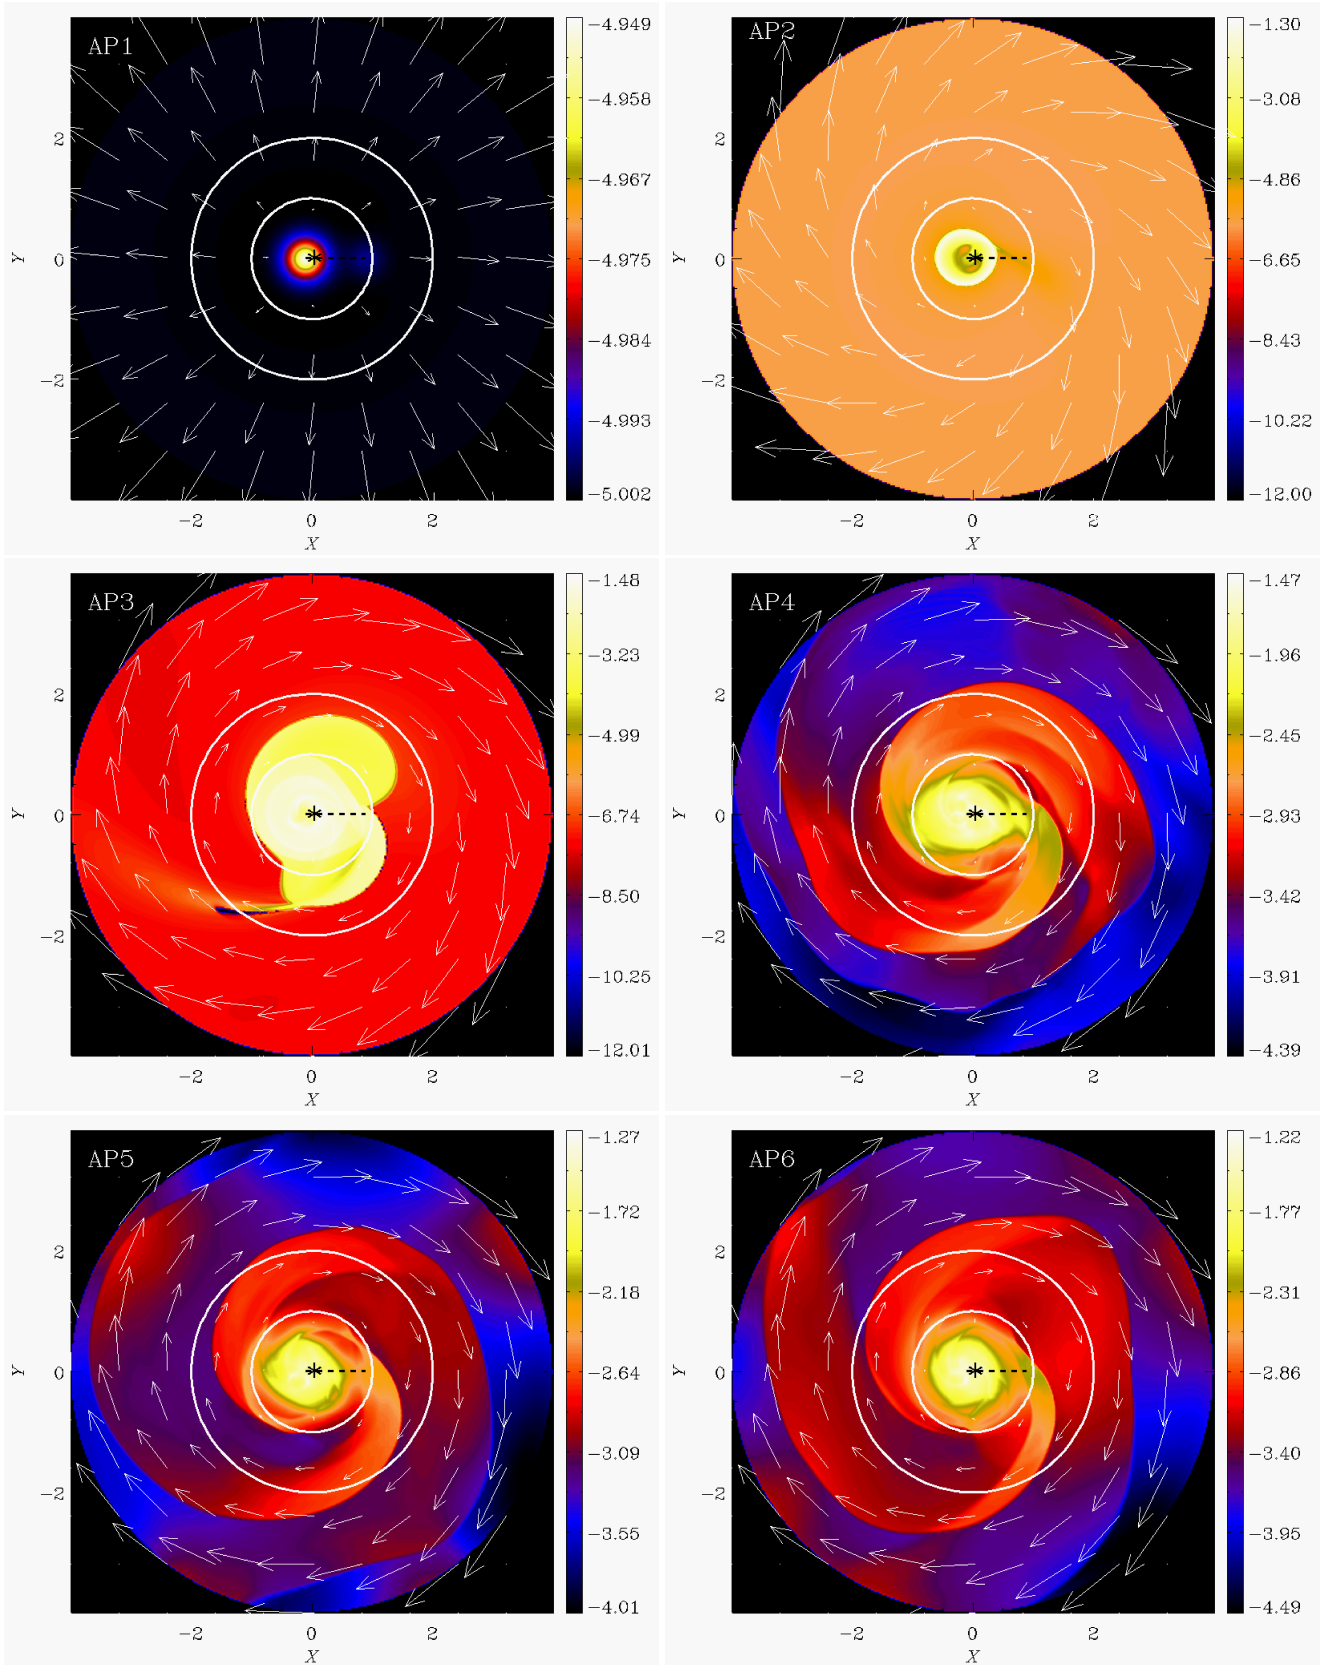 AP1
2
0
−2
Y
−2 0 2
X
−4.949
−4.958
−4.967
−4.975
−4.984
−4.993
−5.002
AP2
2
0
−2
Y
−2 0 2
X
−1.30
−3.08
−4.86
−6.65
−8.43
−10.22
−12.00
AP3
2
0
−2
Y
−2 0 2
X
−1.48
−3.23
−4.99
−6.74
−8.50
−10.25
−12.01
AP4
2
0
−2
Y
−2 0 2
X
−1.47
−1.96
−2.45
−2.93
−3.42
−3.91
−4.39
AP5
2
0
−2
Y
−2 0 2
X
−1.27
−1.72
−2.18
−2.64
−3.09
−3.55
−4.01
AP6
2
0
−2
Y
−2 0 2
X
−1.22
−1.77
−2.31
−2.86
−3.40
−3.95
−4.49